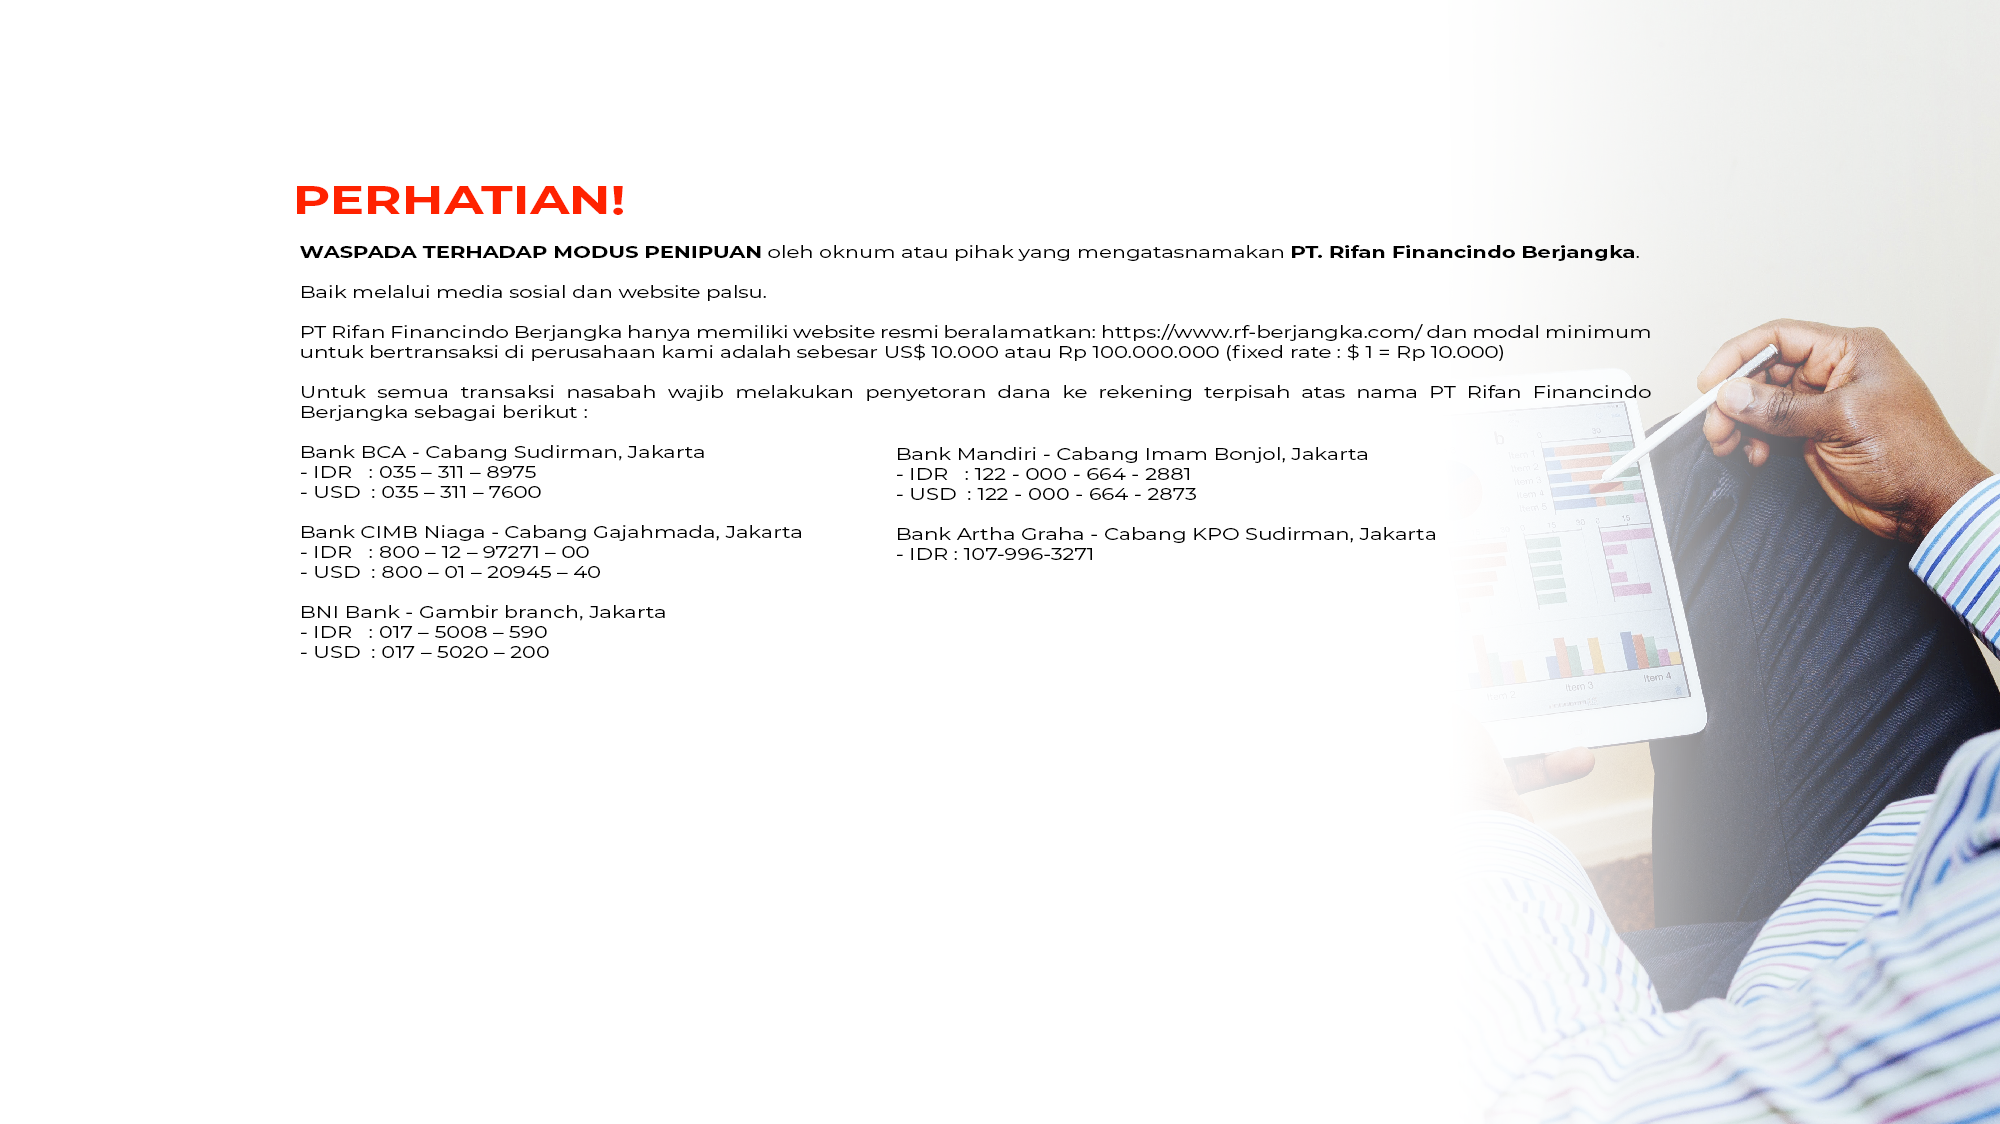 PERHATIAN!
WASPADA TERHADAP MODUS PENIPUAN oleh oknum atau pihak yang mengatasnamakan PT. Rifan Financindo Berjangka.
Baik melalui media sosial dan website palsu.
PT Rifan Financindo Berjangka hanya memiliki website resmi beralamatkan: https://www.rf-berjangka.com/ dan modal minimum
untuk bertransaksi di perusahaan kami adalah sebesar US$ 10.000 atau Rp 100.000.000 (fixed rate : $ 1 = Rp 10.000)
Untuk semua transaksi nasabah wajib melakukan penyetoran dana ke rekening terpisah atas nama PT Rifan Financindo
Berjangka sebagai berikut :
Bank BCA - Cabang Sudirman, Jakarta
- IDR : 035 – 311 – 8975
- USD : 035 – 311 – 7600
Bank CIMB Niaga - Cabang Gajahmada, Jakarta
- IDR : 800 – 12 – 97271 – 00
- USD : 800 – 01 – 20945 – 40
BNI Bank - Gambir branch, Jakarta
- IDR : 017 – 5008 – 590
- USD : 017 – 5020 – 200
Bank Mandiri - Cabang Imam Bonjol, Jakarta
- IDR : 122 - 000 - 664 - 2881
- USD : 122 - 000 - 664 - 2873
Bank Artha Graha - Cabang KPO Sudirman, Jakarta
- IDR : 107-996-3271
Item 3
Item 4